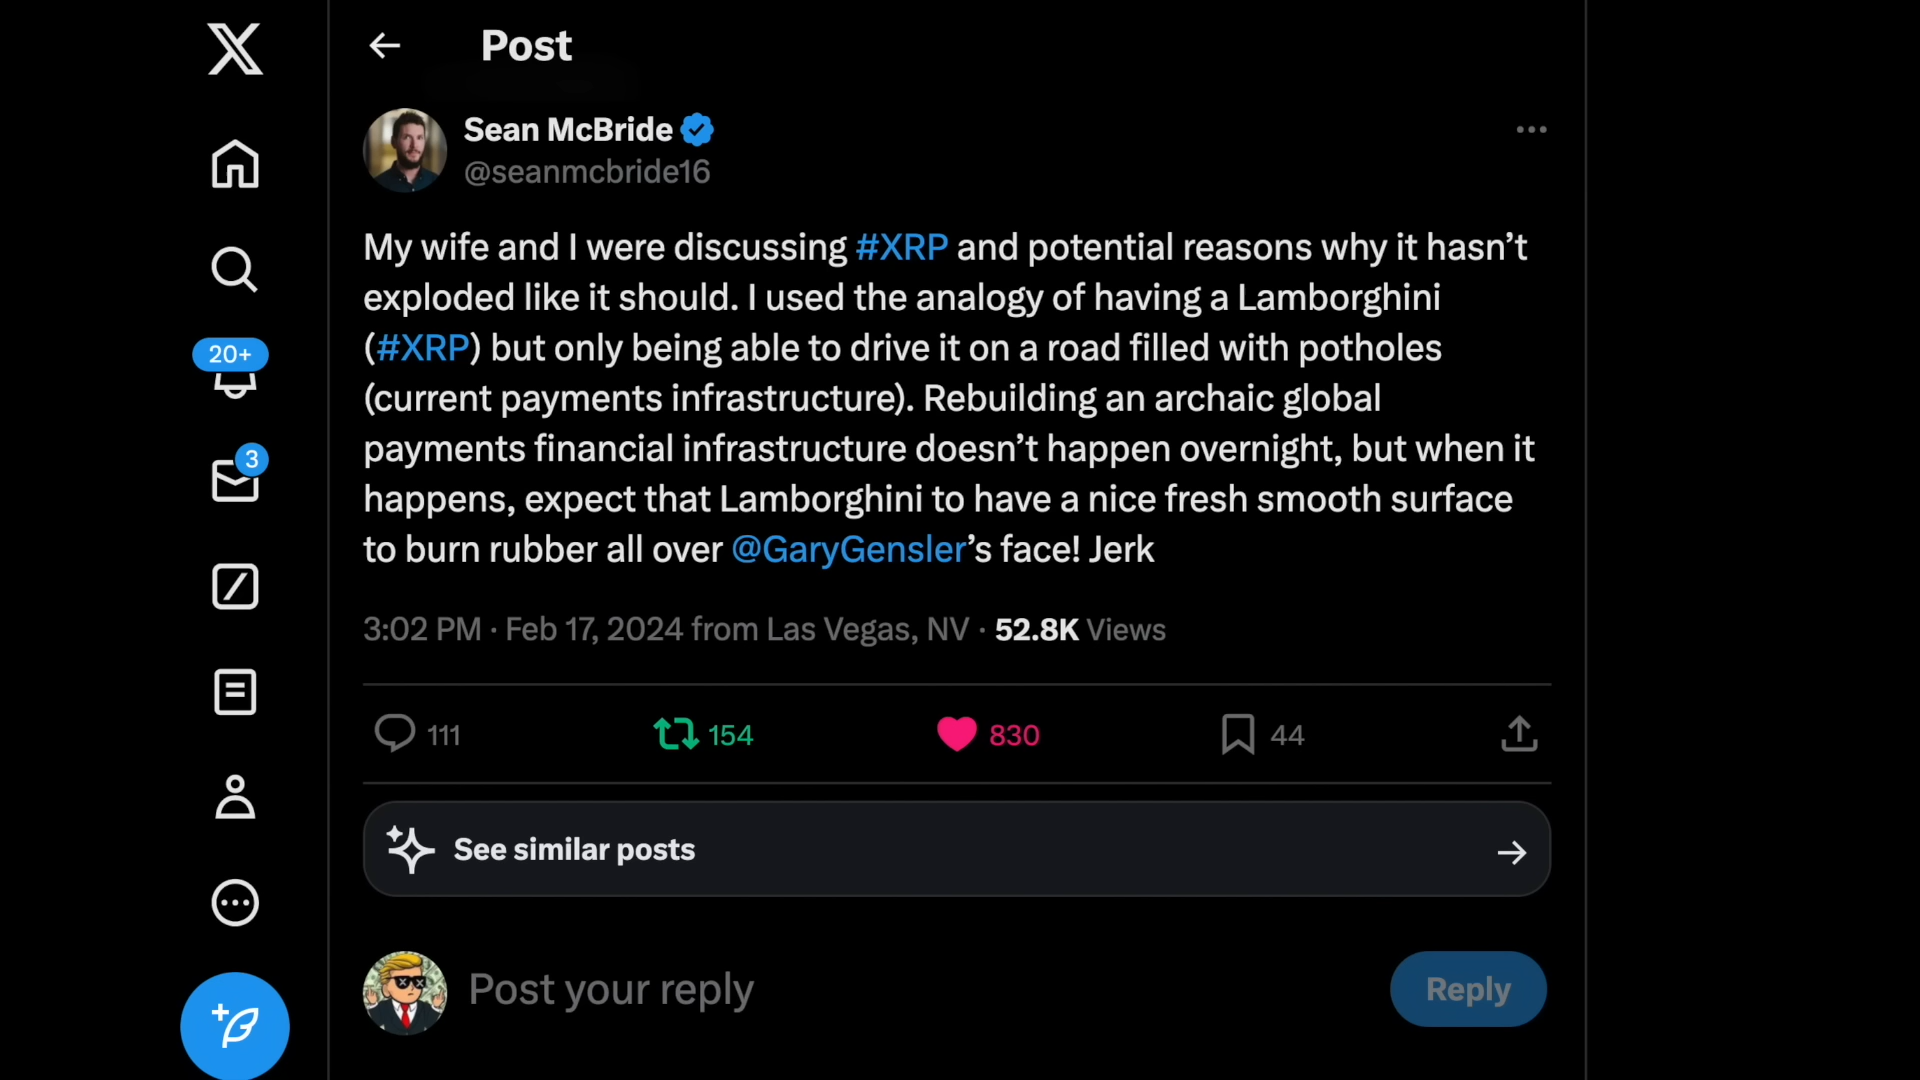 Post
Sean McBride
@seanmcbride16
My wife and I were discussing #XRP and potential reasons why it hasn’t
exploded like it should. I used the analogy of having a Lamborghini
(#XRP) but only being able to drive it on a road filled with potholes
(current payments infrastructure). Rebuilding an archaic global
payments financial infrastructure doesn’t happen overnight, but when it
happens, expect that Lamborghini to have a nice fresh smooth surface
to burn rubber all over @GaryGensler’s face! Jerk
3:02 PM · Feb 17, 2024 from Las Vegas, NV · 52.8K Views
111 154 830 44
See similar posts
Post your reply
Reply
20+
3